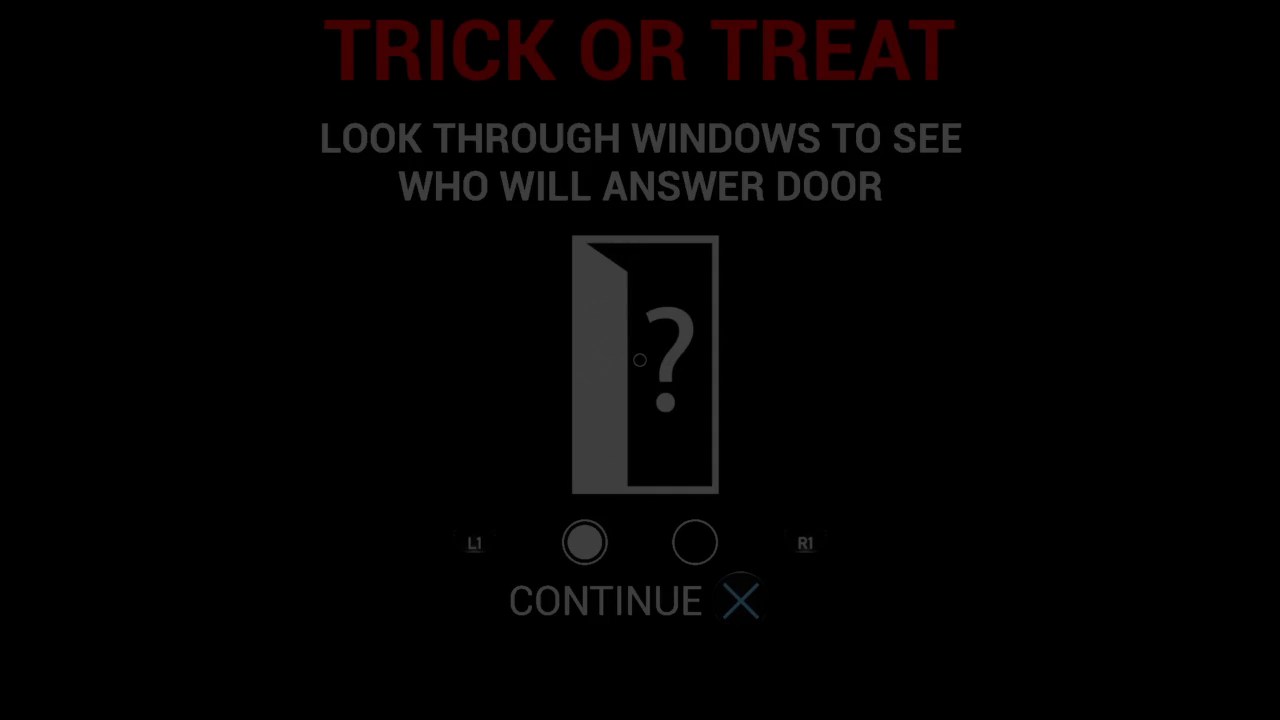 TRICK OR TREAT
LOOK THROUGH WINDOWS TO SEE
WHO WILL ANSWER DOOR
?
L1 R1
CONTINUE